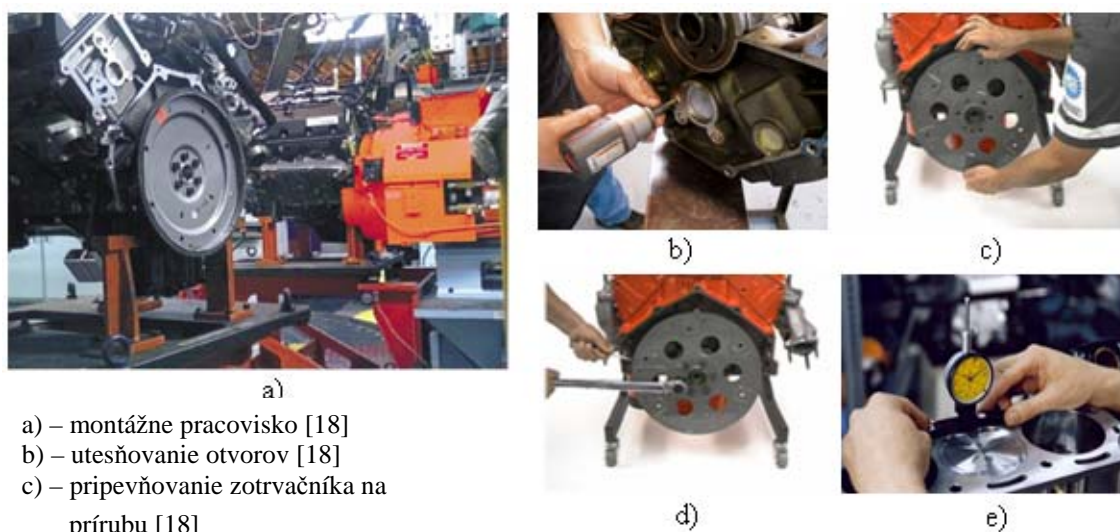 a)
b)
c)
d)
e)
a) – montážne pracovisko [18]
b) – utesňovanie otvorov [18]
c) – pripevňovanie zotrvačníka na
prírubu [18]